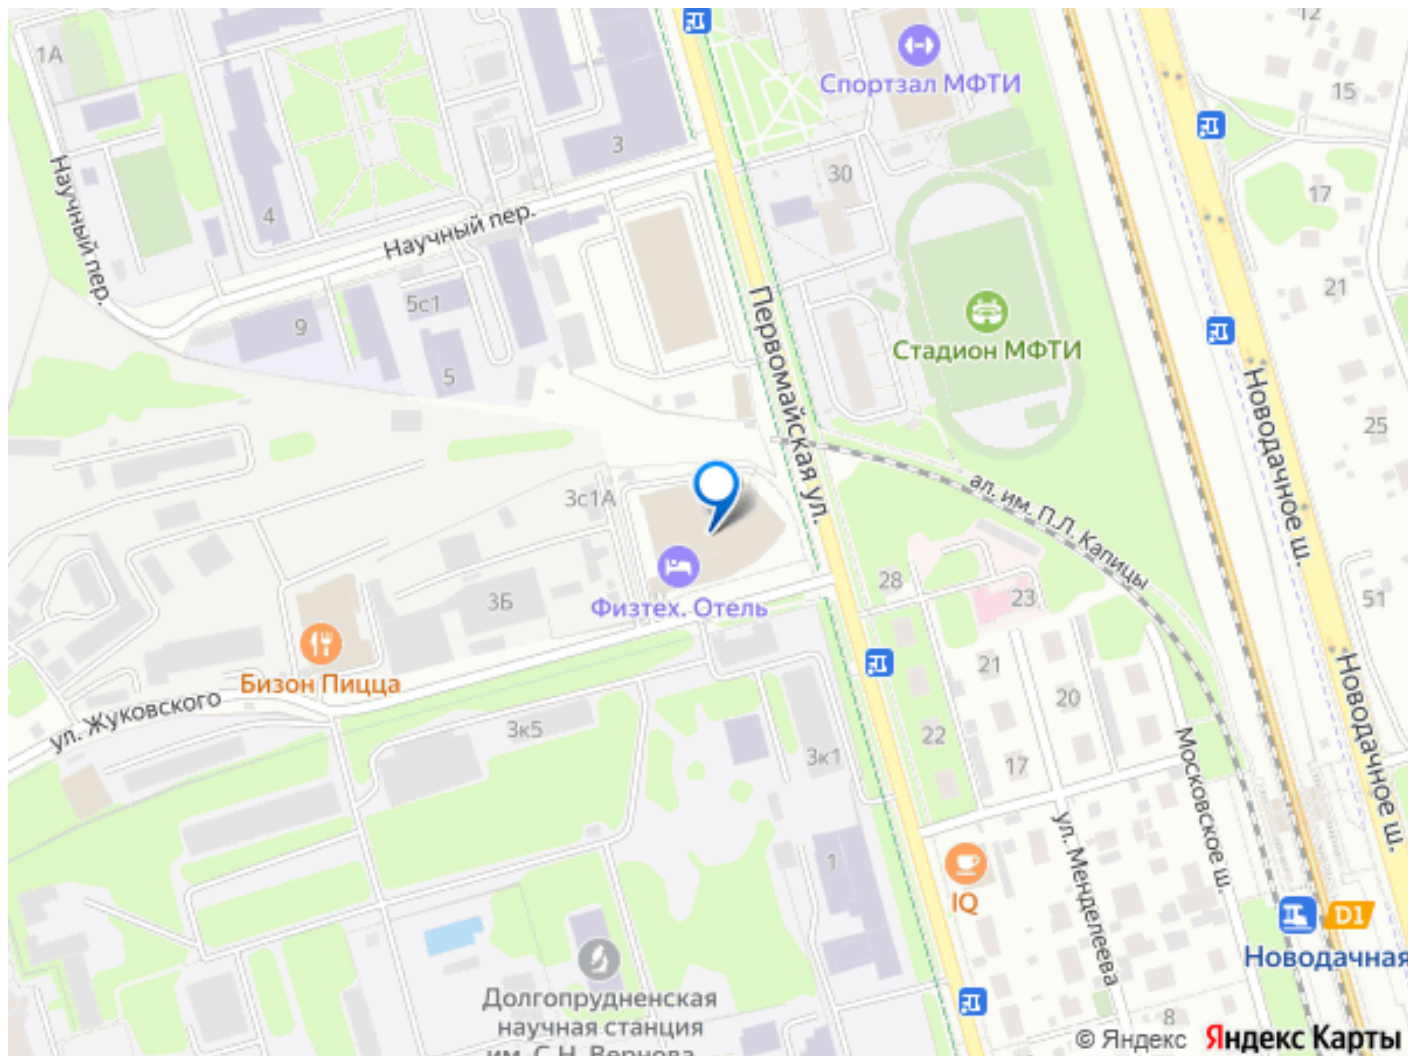 12
1А
Спортзал МФТИ
15
3
30
17
Научный пер.
4
Научный пер.
21
5с1
9
Первомайская ул.
Стадион МФТИ
5
Новодачное ш.
25
3с1А
ал. им. П.Л. Капицы
28
23
51
3Б
Физтех. Отель
21
20
Бизон Пицца
ул. Жуковского
22
3к5
3к1
17
Московское ш.
Новодачное ш.
ул. Менделеева
1
IQ
D1
Новодачная
Долгопрудненская
научная станция
им. С.Н. Вернова
8
© Яндекс Яндекс Карты